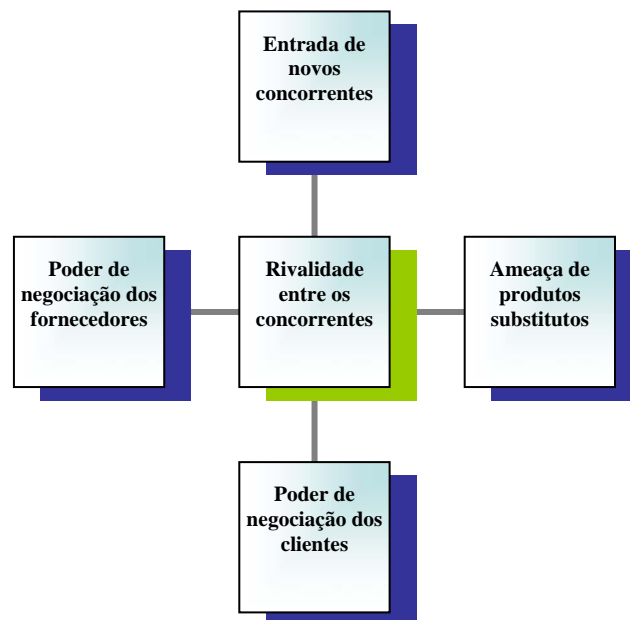 Entrada de
novos
concorrentes
Poder de
negociação dos
fornecedores
Rivalidade
entre os
concorrentes
Ameaça de
produtos
substitutos
Poder de
negociação dos
clientes